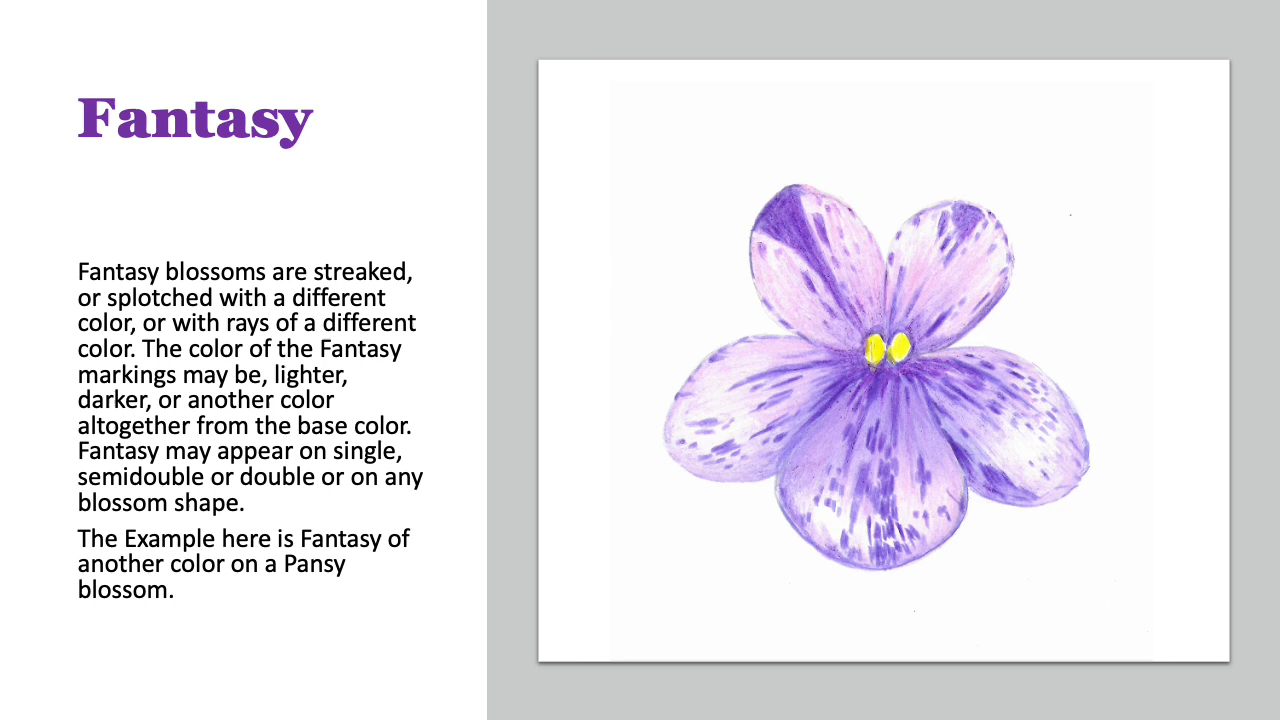 Fantasy
Fantasy blossoms are streaked,
or splotched with a different
color, or with rays of a different
color. The color of the Fantasy
markings may be, lighter,
darker, or another color
altogether from the base color.
Fantasy may appear on single,
semidouble or double or on any
blossom shape.
The Example here is Fantasy of
another color on a Pansy
blossom.